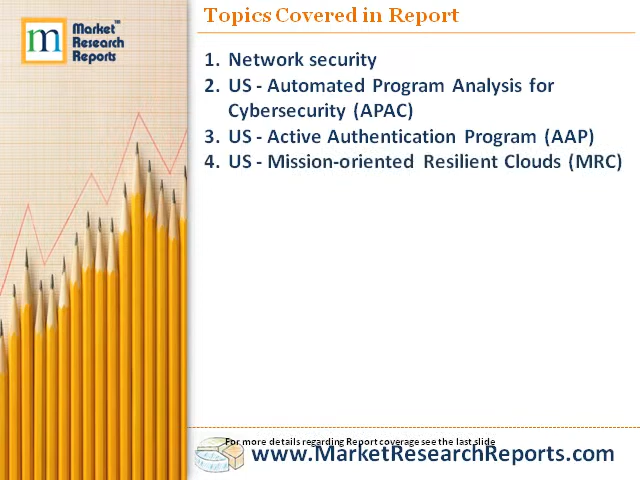 Topics Covered in Report
m Market
Research
Reports
TM
1. Network security
2. US - Automated Program Analysis for
Cybersecurity (APAC)
3. US - Active Authentication Program (AAP)
4. US - Mission-oriented Resilient Clouds (MRC)
For more details regarding Report coverage see the last slide
www.MarketResearchReports.com